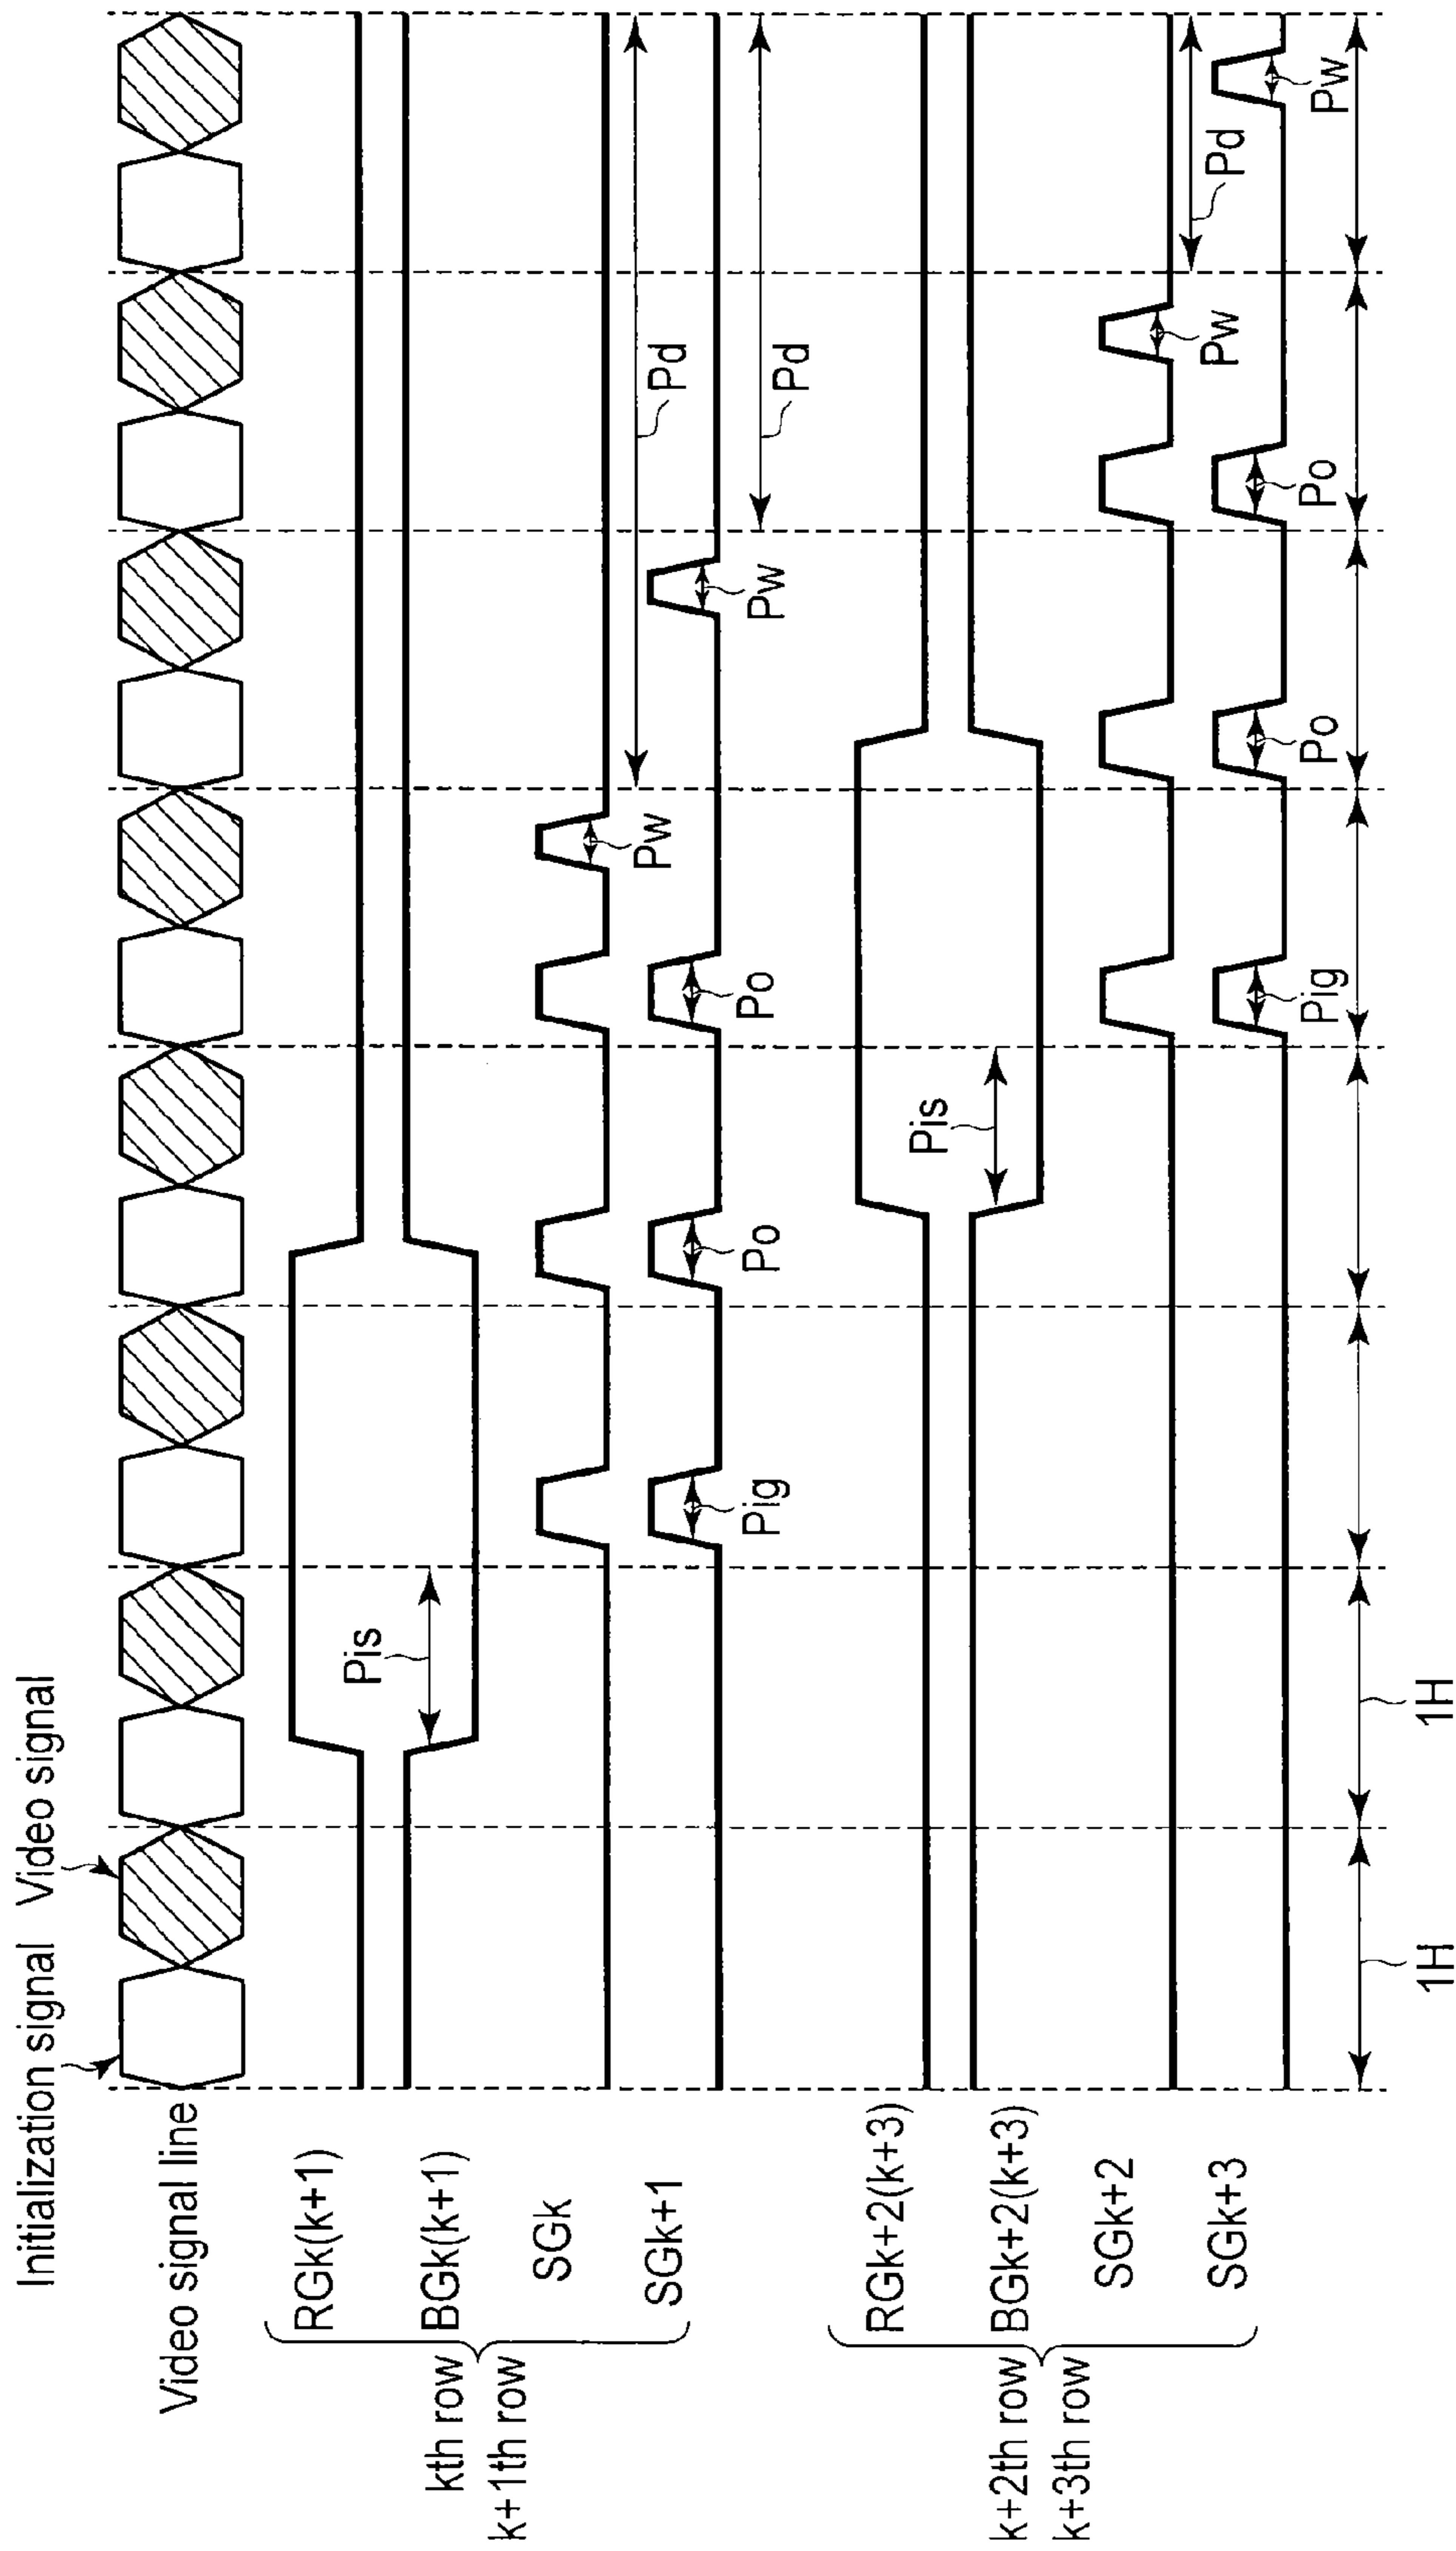 Initialization signal Video signal
Video signal line
kth row
k+1th row
RGk(k+1)
Pis
BGk(k+1)
SGk
Pw
Pd
SGk+1
Pig
Po
Po
Pw
Pd
k+2th row
k+3th row
RGk+2(k+3)
Pis
BGk+2(k+3)
SGk+2
Pw
Pd
SGk+3
Pig
Po
Po
Pw
1H
1H